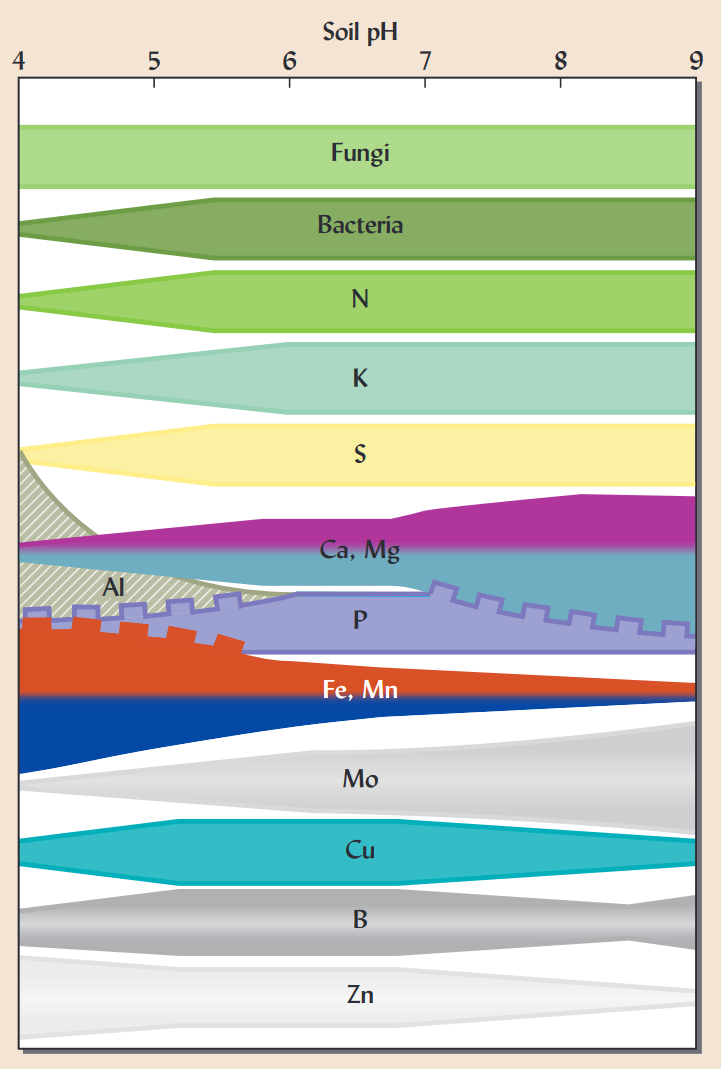 Soil pH
4 5 6 7 8 9
Fungi
Bacteria
N
K
S
Ca, Mg
Al
P
Fe, Mn
Mo
Cu
B
Zn